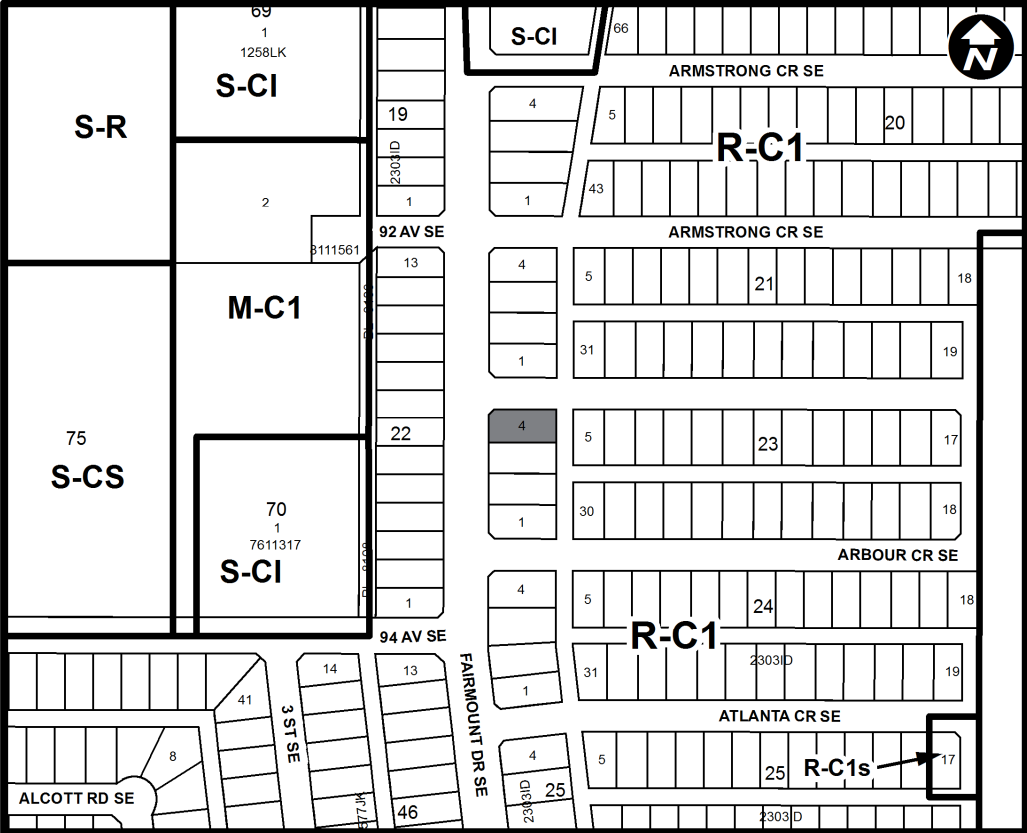 69
1
1258LK
S-CI
S-CI
66
N
ARMSTRONG CR SE
S-R
19
2303ID
1
4
1
5
20
R-C1
43
2
8111561
92 AV SE
ARMSTRONG CR SE
13
4
5
21
18
M-C1
1
31
19
75
S-CS
22
4
5
23
17
70
1
7611317
S-CI
1
30
18
ARBOUR CR SE
1
4
5
24
18
94 AV SE
R-C1
2303ID
41
14
13
1
31
19
3 ST SE
FAIRMOUNT DR SE
ATLANTA CR SE
8
4
5
25
R-C1s
17
ALCOTT RD SE
577JK
46
2303ID
25
2303ID